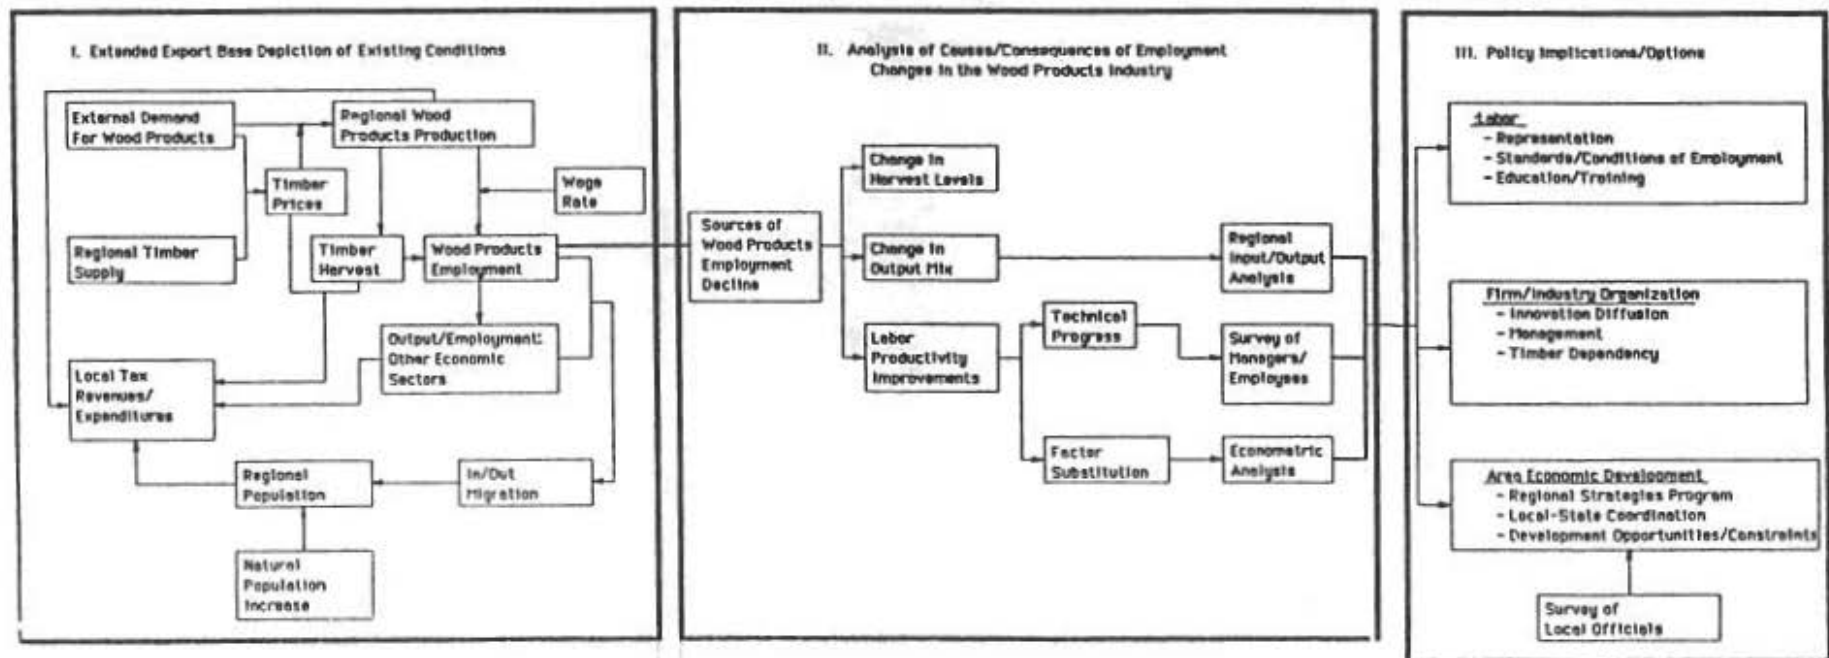 I. Extended Export Base Depiction of Existing Conditions
External Demand
For Wood Products
Regional Wood
Products Production
Timber
Prices
Wage
Rate
Regional Timber
Supply
Timber
Harvest
Wood Products
Employment
Output/Employment:
Other Economic
Sectors
Local Tax
Revenues/
Expenditures
Regional
Population
In/Out
Migration
Natural
Population
Increase
II. Analysis of Causes/Consequences of Employment
Changes in the Wood Products Industry
Sources of
Wood Products
Employment
Decline
Change in
Harvest Levels
Change in
Output Mix
Labor
Productivity
Improvements
Technical
Progress
Factor
Substitution
Regional
Input/Output
Analysis
Survey of
Managers/
Employees
Econometric
Analysis
III. Policy Implications/Options
Labor
- Representation
- Standards/Conditions of Employment
- Education/Training
Firm/Industry Organization
- Innovation Diffusion
- Management
- Timber Dependency
Area Economic Development
- Regional Strategies Program
- Local-State Coordination
- Development Opportunities/Constraints
Survey of
Local Officials